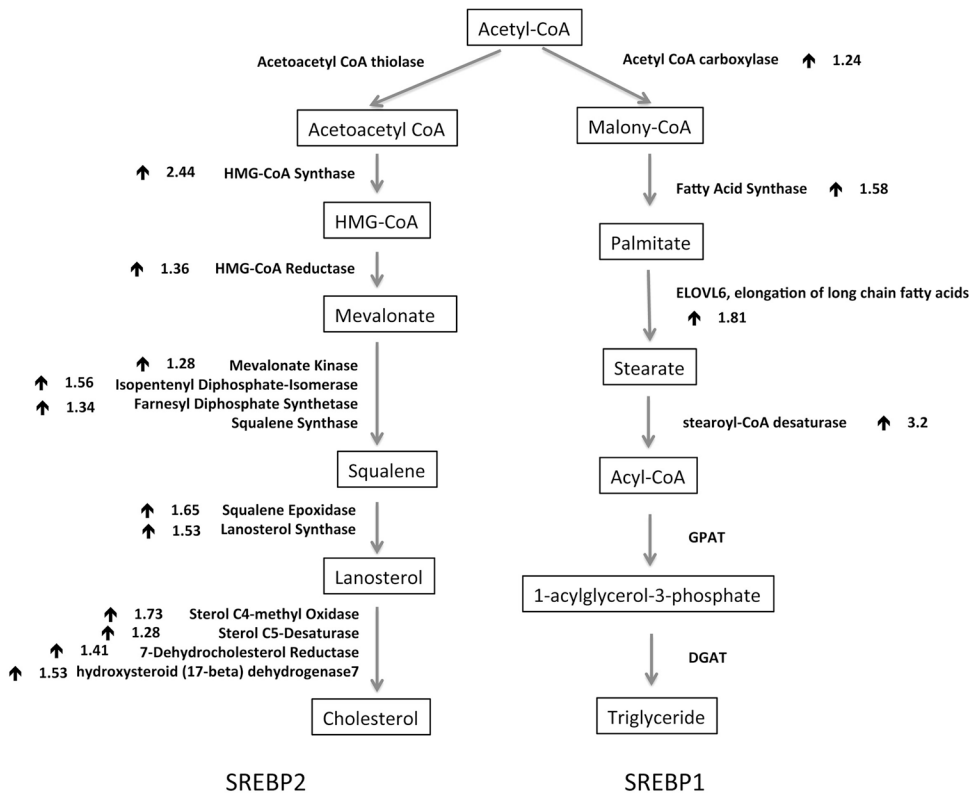 Acetyl-CoA
Acetoacetyl CoA thiolase
Acetyl CoA carboxylase 1.24
Acetoacetyl CoA
Malony-CoA
2.44 HMG-CoA Synthase
Fatty Acid Synthase 1.58
HMG-CoA
Palmitate
1.36 HMG-CoA Reductase
ELOVL6, elongation of long chain fatty acids
1.81
Mevalonate
Stearate
1.28 Mevalonate Kinase
1.56 Isopentenyl Diphosphate-Isomerase
1.34 Farnesyl Diphosphate Synthetase
Squalene Synthase
stearoyl-CoA desaturase 3.2
Squalene
Acyl-CoA
1.65 Squalene Epoxidase
1.53 Lanosterol Synthase
GPAT
Lanosterol
1-acylglycerol-3-phosphate
1.73 Sterol C4-methyl Oxidase
1.28 Sterol C5-Desaturase
1.41 7-Dehydrocholesterol Reductase
1.53 hydroxysteroid (17-beta) dehydrogenase7
DGAT
Cholesterol
Triglyceride
SREBP2
SREBP1